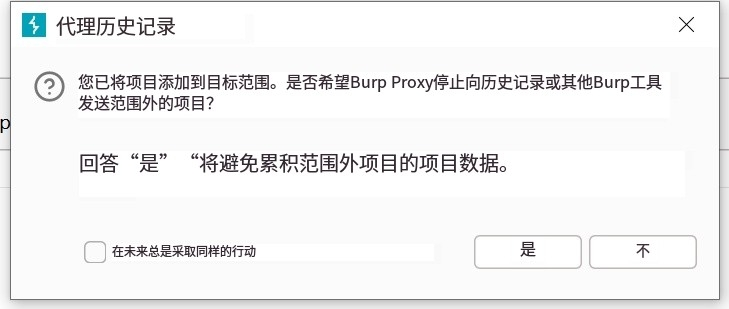 代理历史记录
您已将项目添加到目标范围。是否希望Burp Proxy停止向历史记录或其他Burp工具
发送范围外的项目?
p
回答“是” “将避免累积范围外项目的项目数据。
在未来总是采取同样的行动
是
不